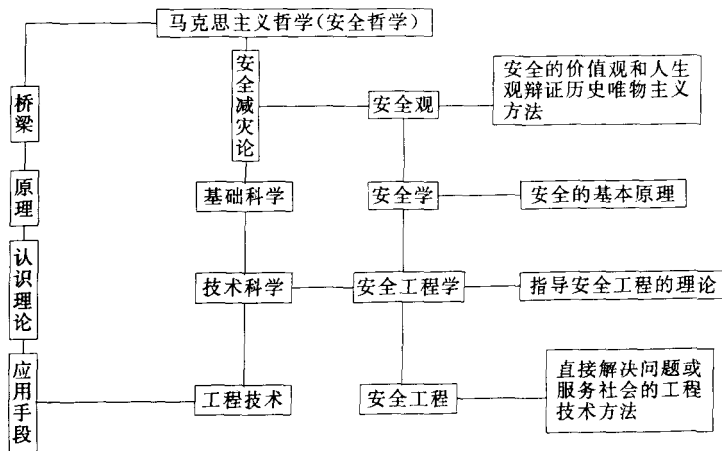 马克思主义哲学(安全哲学)
桥梁
安全减灾论
安全观
安全的价值观和人生
观辩证历史唯物主义
方法
原理
基础科学
安全学
安全的基本原理
认识理论
技术科学
安全工程学
指导安全工程的理论
应用手段
工程技术
安全工程
直接解决问题或
服务社会的工程
技术方法